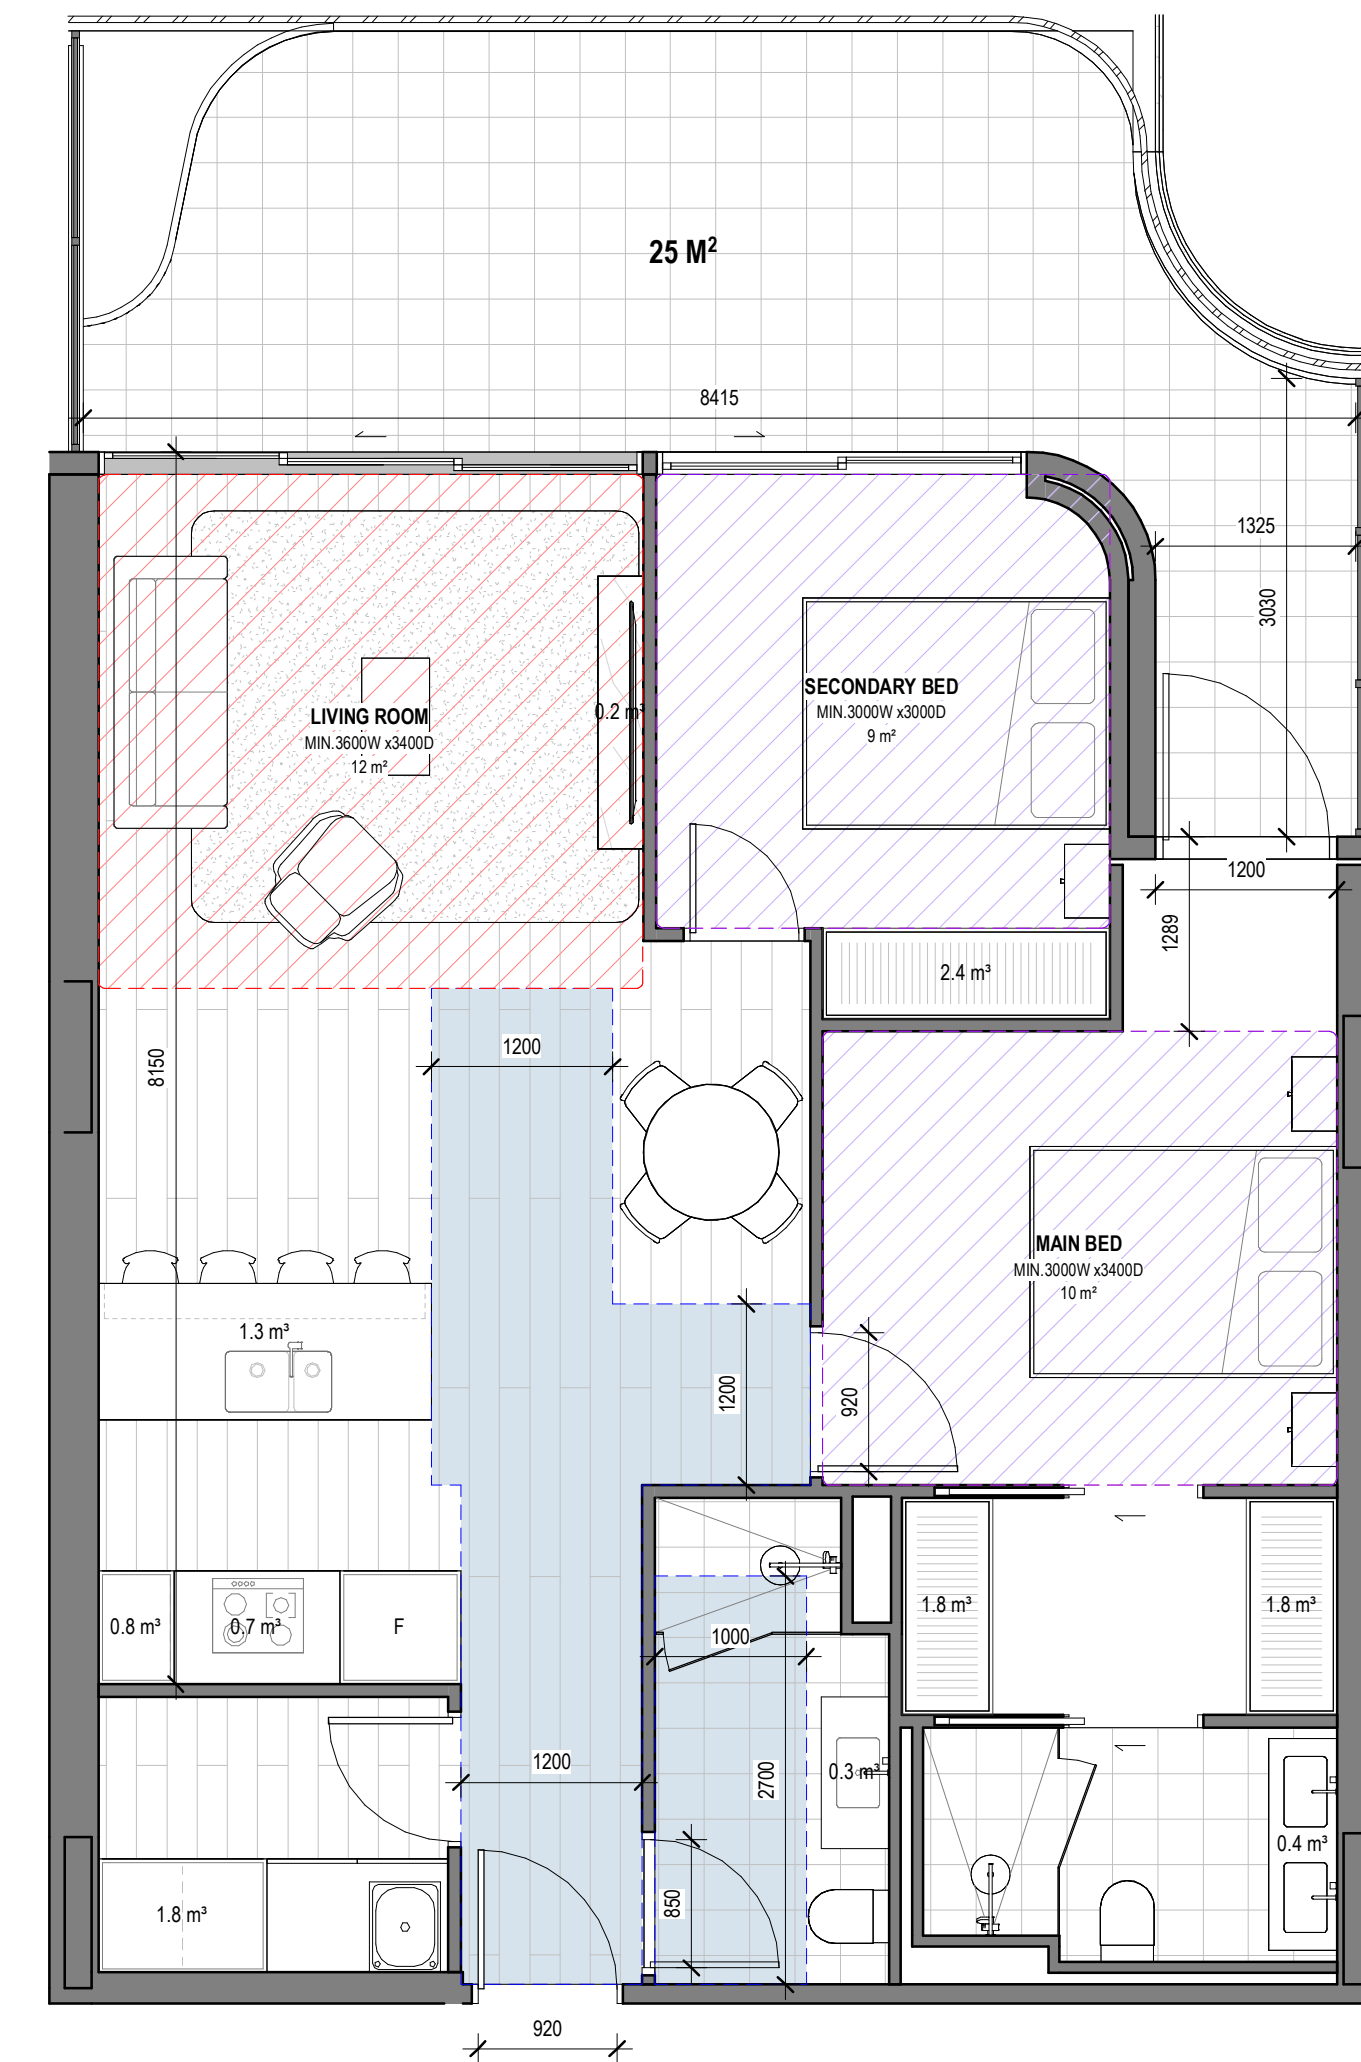 25 M²
8415
1325
3030
SECONDARY BED
MIN.3000W x3000D
9 m²
LIVING ROOM
MIN.3600W x3400D
12 m²
0.2 m³
1200
1289
2.4 m³
1200
8150
MAIN BED
MIN.3000W x3400D
10 m²
1.3 m³
1200
920
0.8 m³
0.7 m³
F
1000
1.8 m³
1.8 m³
1200
2700
0.3 m³
0.4 m³
850
1.8 m³
920